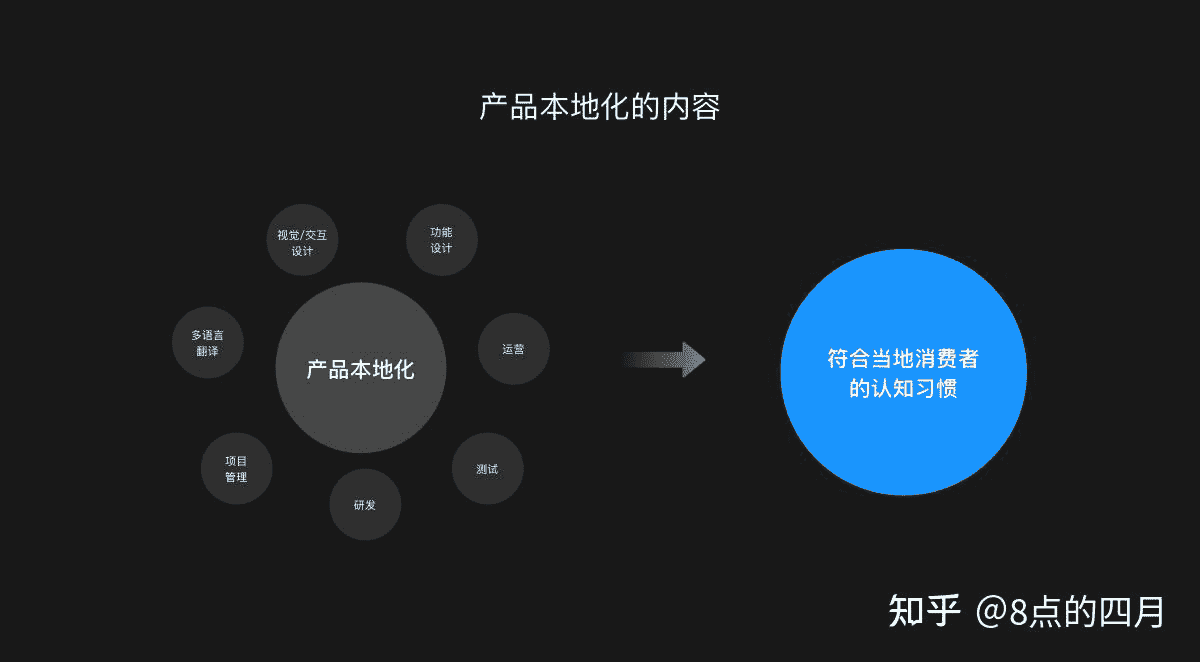 产品本地化的内容
视觉/交互
设计
功能
设计
多语言
翻译
产品本地化
运营
项目
管理
研发
测试
符合当地消费者
的认知习惯
知乎 @8点的四月